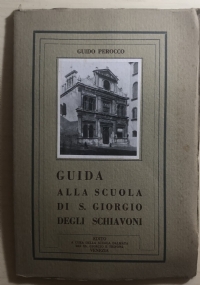 GUIDO PEROCCO
GUIDA
ALLA SCUOLA
DI S. GIORGIO
DEGLI SCHIAVONI